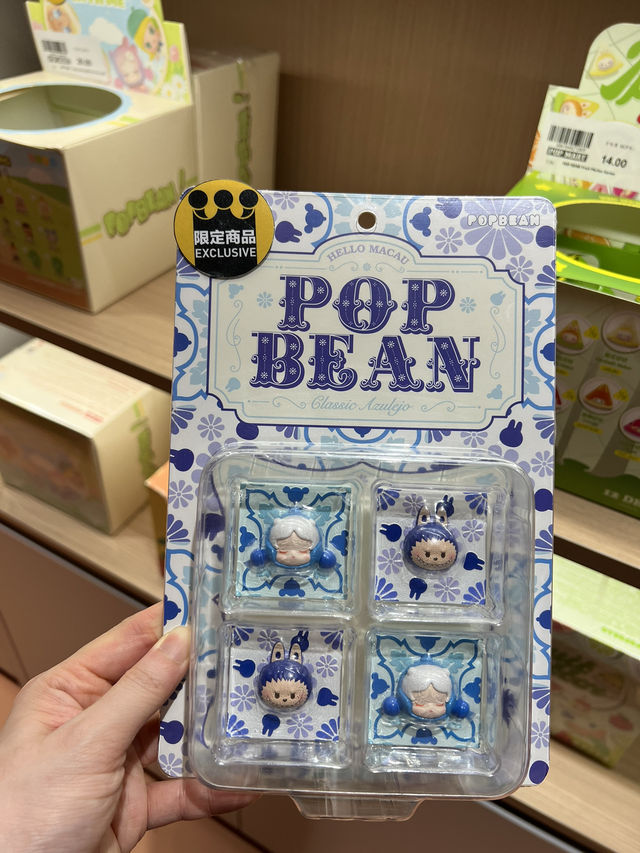 限定商品
EXCLUSIVE
POPBEAN
HELLO MACAU
POP
BEAN
Classic Azulejo
POPBEAN
POP MART
14.00